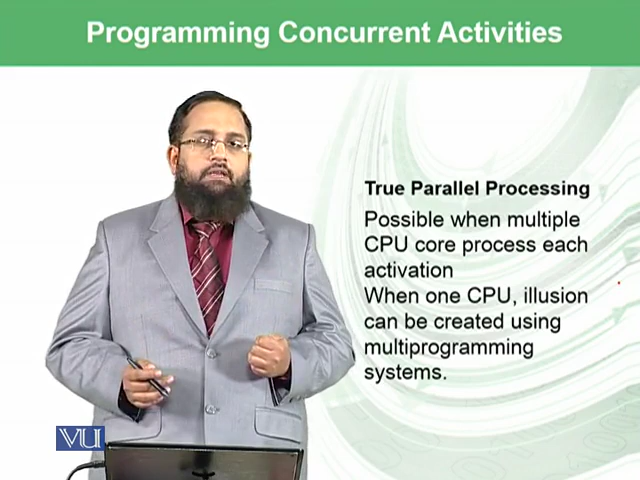 Programming Concurrent Activities
True Parallel Processing
Possible when multiple
CPU core process each
activation
When one CPU, illusion
can be created using
multiprogramming
systems.
VU